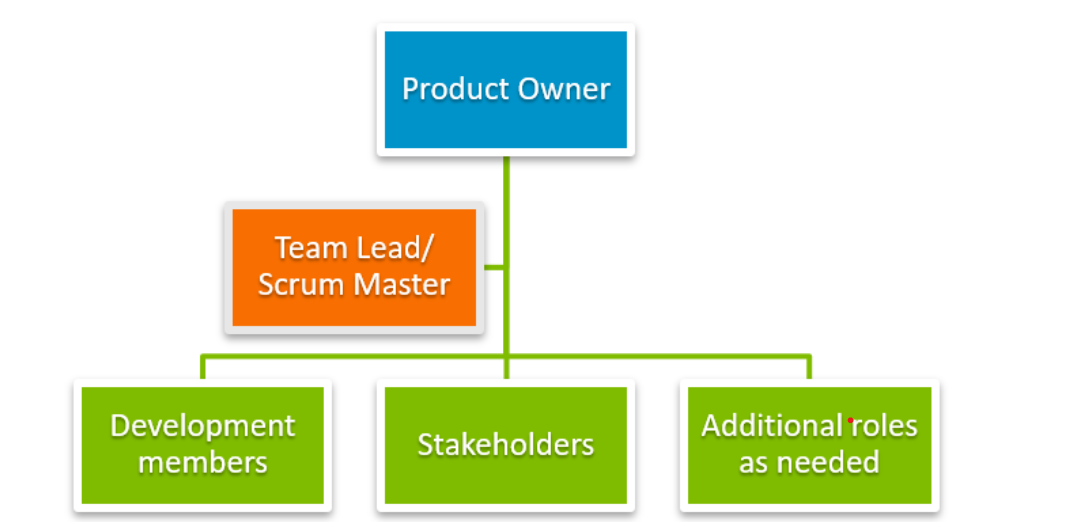 Product Owner
Team Lead/
Scrum Master
Development
members
Stakeholders
Additional roles
as needed